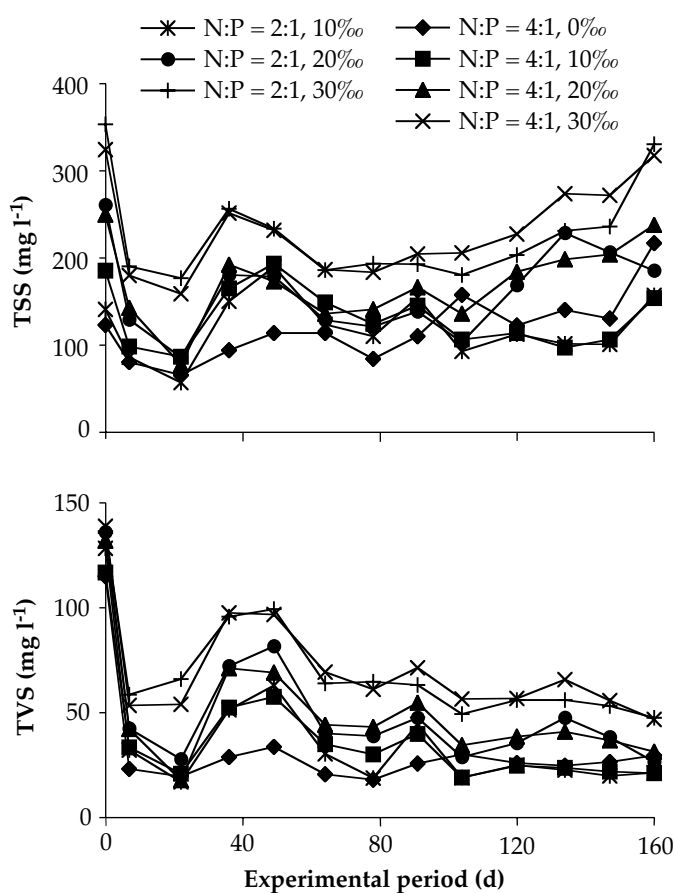 N:P = 2:1, 10‰ N:P = 4:1, 0‰
N:P = 2:1, 20‰ N:P = 4:1, 10‰
N:P = 2:1, 30‰ N:P = 4:1, 20‰
N:P = 4:1, 30‰
400
300
200
100
0
TSS (mg l-1)
150
100
50
0
TVS (mg l-1)
0 40 80 120 160
Experimental period (d)